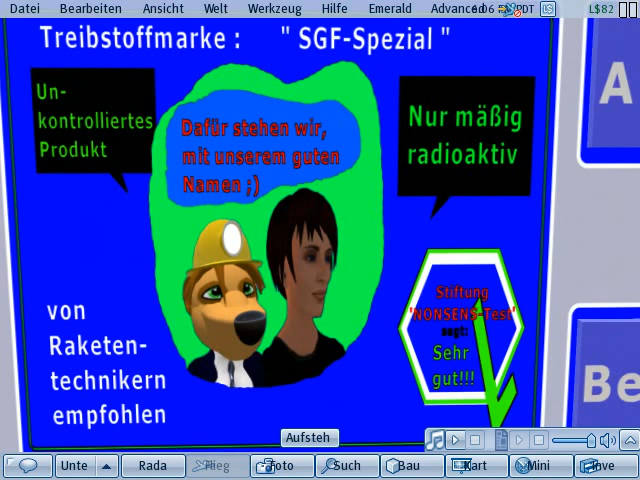 Datei Bearbeiten Ansicht Welt Werkzeug Hilfe Emerald Advanced PDT L$82
Treibstoffmarke : " SGF-Spezial "
Un-
kontrolliertes
Produkt
Dafür stehen wir,
mit unserem guten
Namen ;)
Nur mäßig
radioaktiv
A
von
Raketen-
technikern
empfohlen
Stiftung
"NONSENS-Test"
sagt:
Sehr
gut!!!
Be
Aufsteh
Unte Rada Flieg Foto Such Bau Kart Mini Inve